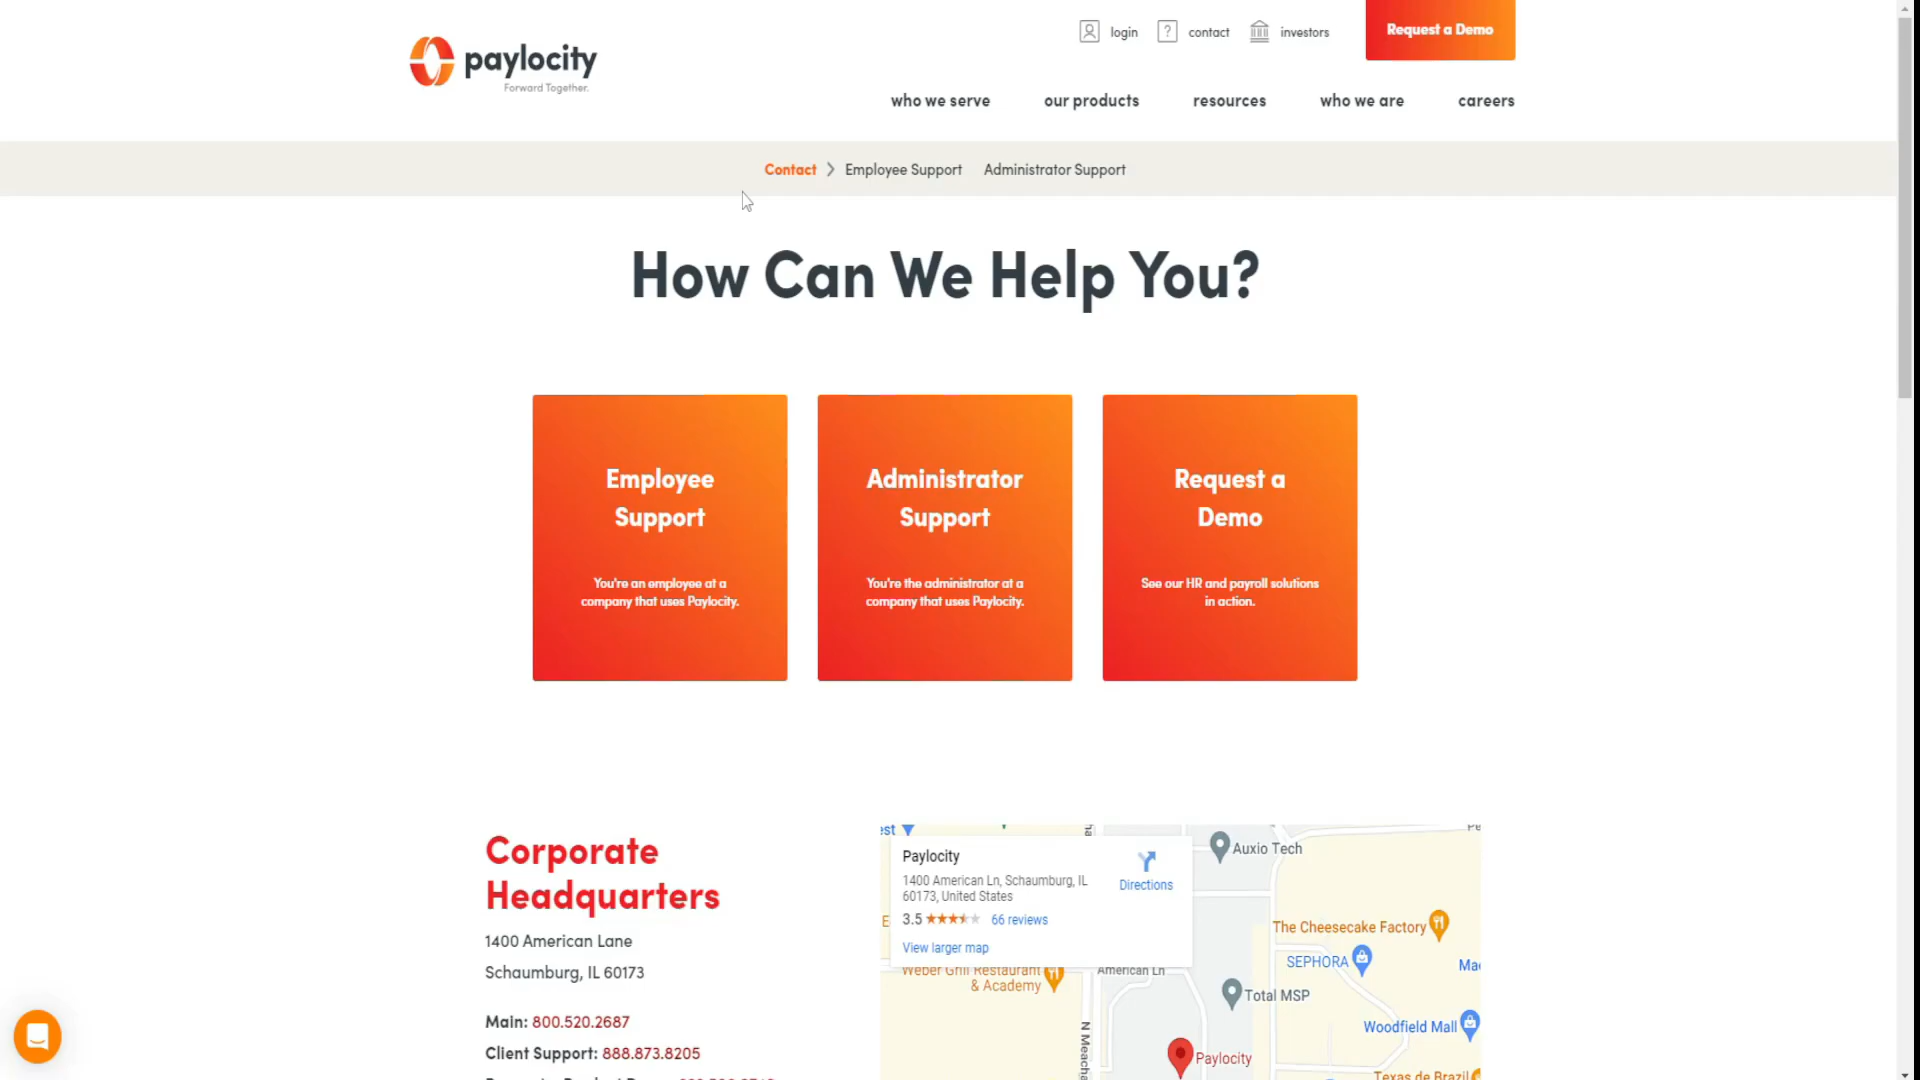 paylocity
Forward Together.
login
contact
investors
Request a Demo
who we serve
our products
resources
who we are
careers
Contact
Employee Support
Administrator Support
How Can We Help You?
Employee
Support
You're an employee at a
company that uses Paylocity.
Administrator
Support
You're the administrator at a
company that uses Paylocity.
Request a
Demo
See our HR and payroll solutions
in action.
Corporate
Headquarters
1400 American Lane
Schaumburg, IL 60173
Main: 800.520.2687
Client Support: 888.873.8205
Paylocity
1400 American Ln, Schaumburg, IL
60173, United States
3.5
66 reviews
View larger map
Directions
Auxio Tech
The Cheesecake Factory
SEPHORA
Weber Grill Restaurant
& Academy
American Ln
Total MSP
Woodfield Mall
N Meacha
Paylocity
Texas de Brazil